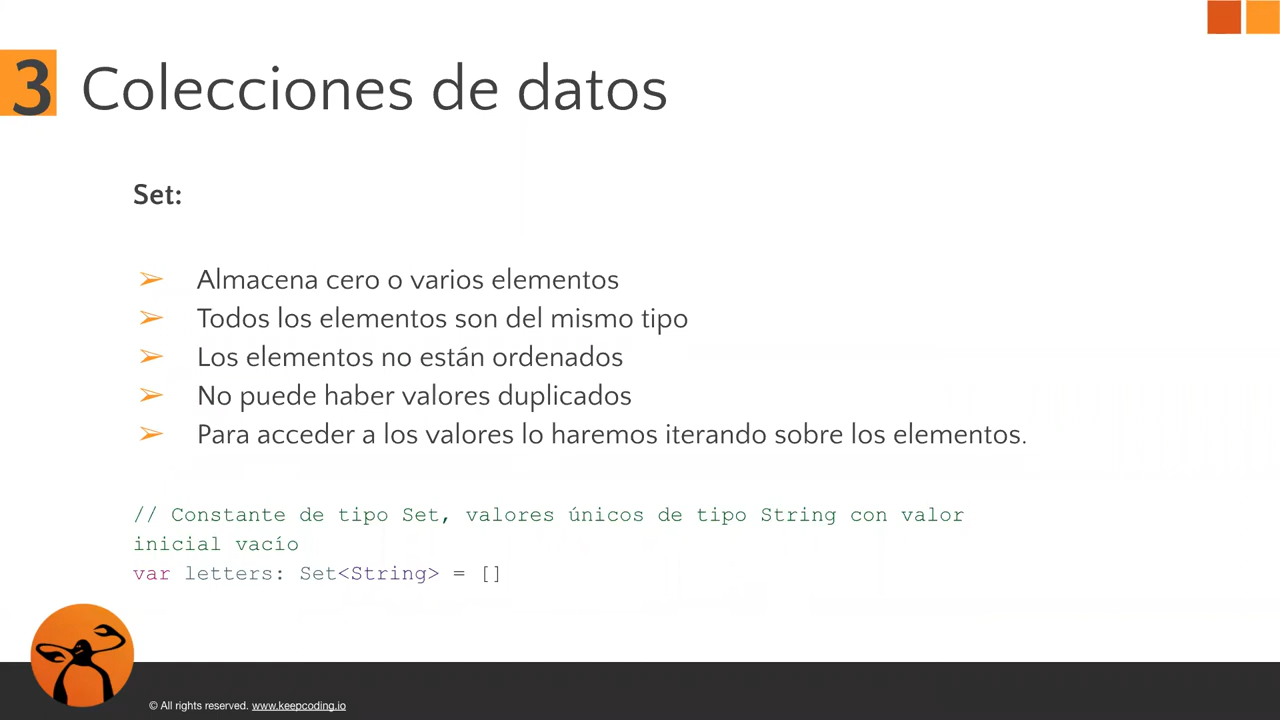 3 Colecciones de datos
Set:
➢ Almacena cero o varios elementos
➢ Todos los elementos son del mismo tipo
➢ Los elementos no están ordenados
➢ No puede haber valores duplicados
➢ Para acceder a los valores lo haremos iterando sobre los elementos.
// Constante de tipo Set, valores únicos de tipo String con valor
inicial vacío
var letters: Set<String> = []
© All rights reserved. www.keepcoding.io